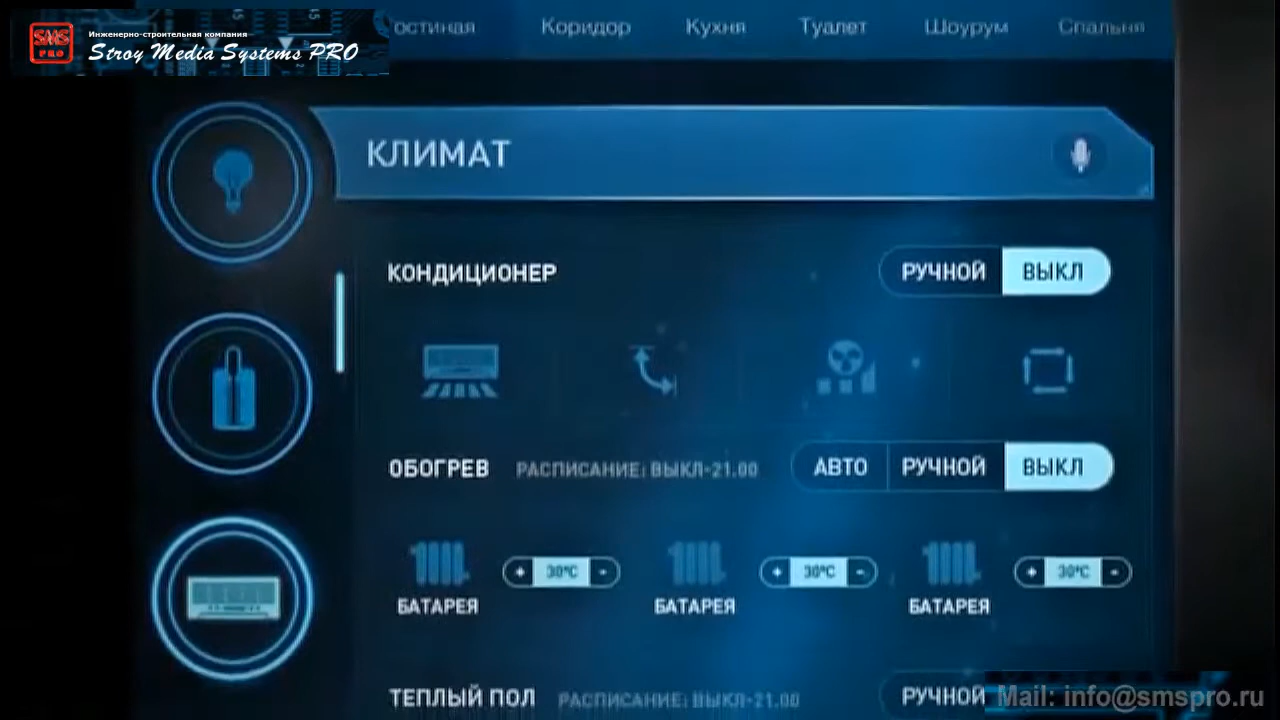 SMS
PRO
Инженерно-строительная компания
Stroy Media Systems PRO
остиная Коридор Кухня Туалет Шоурум Спальня
КЛИМАТ
КОНДИЦИОНЕР РУЧНОЙ ВЫКЛ
ОБОГРЕВ РАСПИСАНИЕ: ВЫКЛ-21.00 АВТО РУЧНОЙ ВЫКЛ
+ 30°C - + 30°C - + 30°C -
БАТАРЕЯ БАТАРЕЯ БАТАРЕЯ
ТЕПЛЫЙ ПОЛ РАСПИСАНИЕ: ВЫКЛ-21.00 РУЧНОЙ
Mail: info@smspro.ru